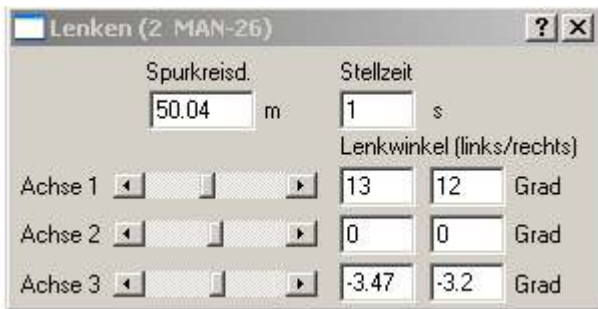 Lenken (2 MAN-26) ? ×
Spurkreisd. Stellzeit
50.04 m 1 s
Lenkwinkel (links/rechts)
Achse 1 13 12 Grad
Achse 2 0 0 Grad
Achse 3 -3.47 -3.2 Grad